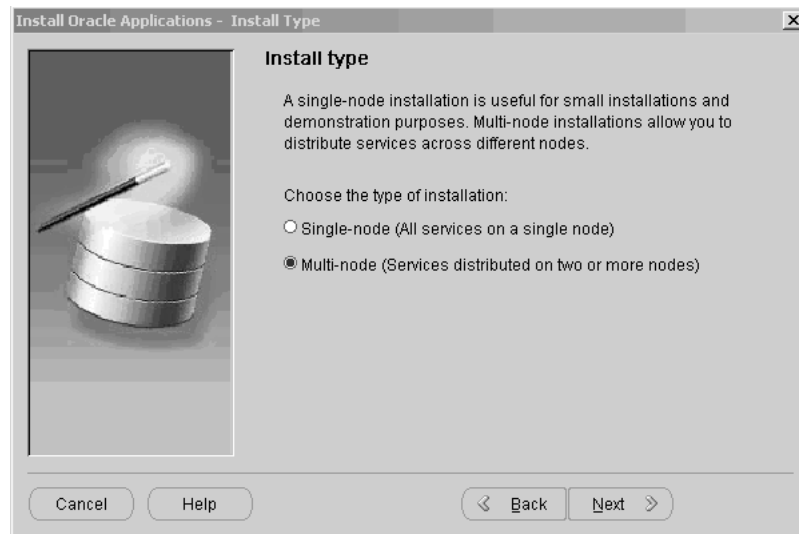 Install Oracle Applications - Install Type
Install type
A single-node installation is useful for small installations and
demonstration purposes. Multi-node installations allow you to
distribute services across different nodes.
Choose the type of installation:
Single-node (All services on a single node)
Multi-node (Services distributed on two or more nodes)
Cancel Help Back Next